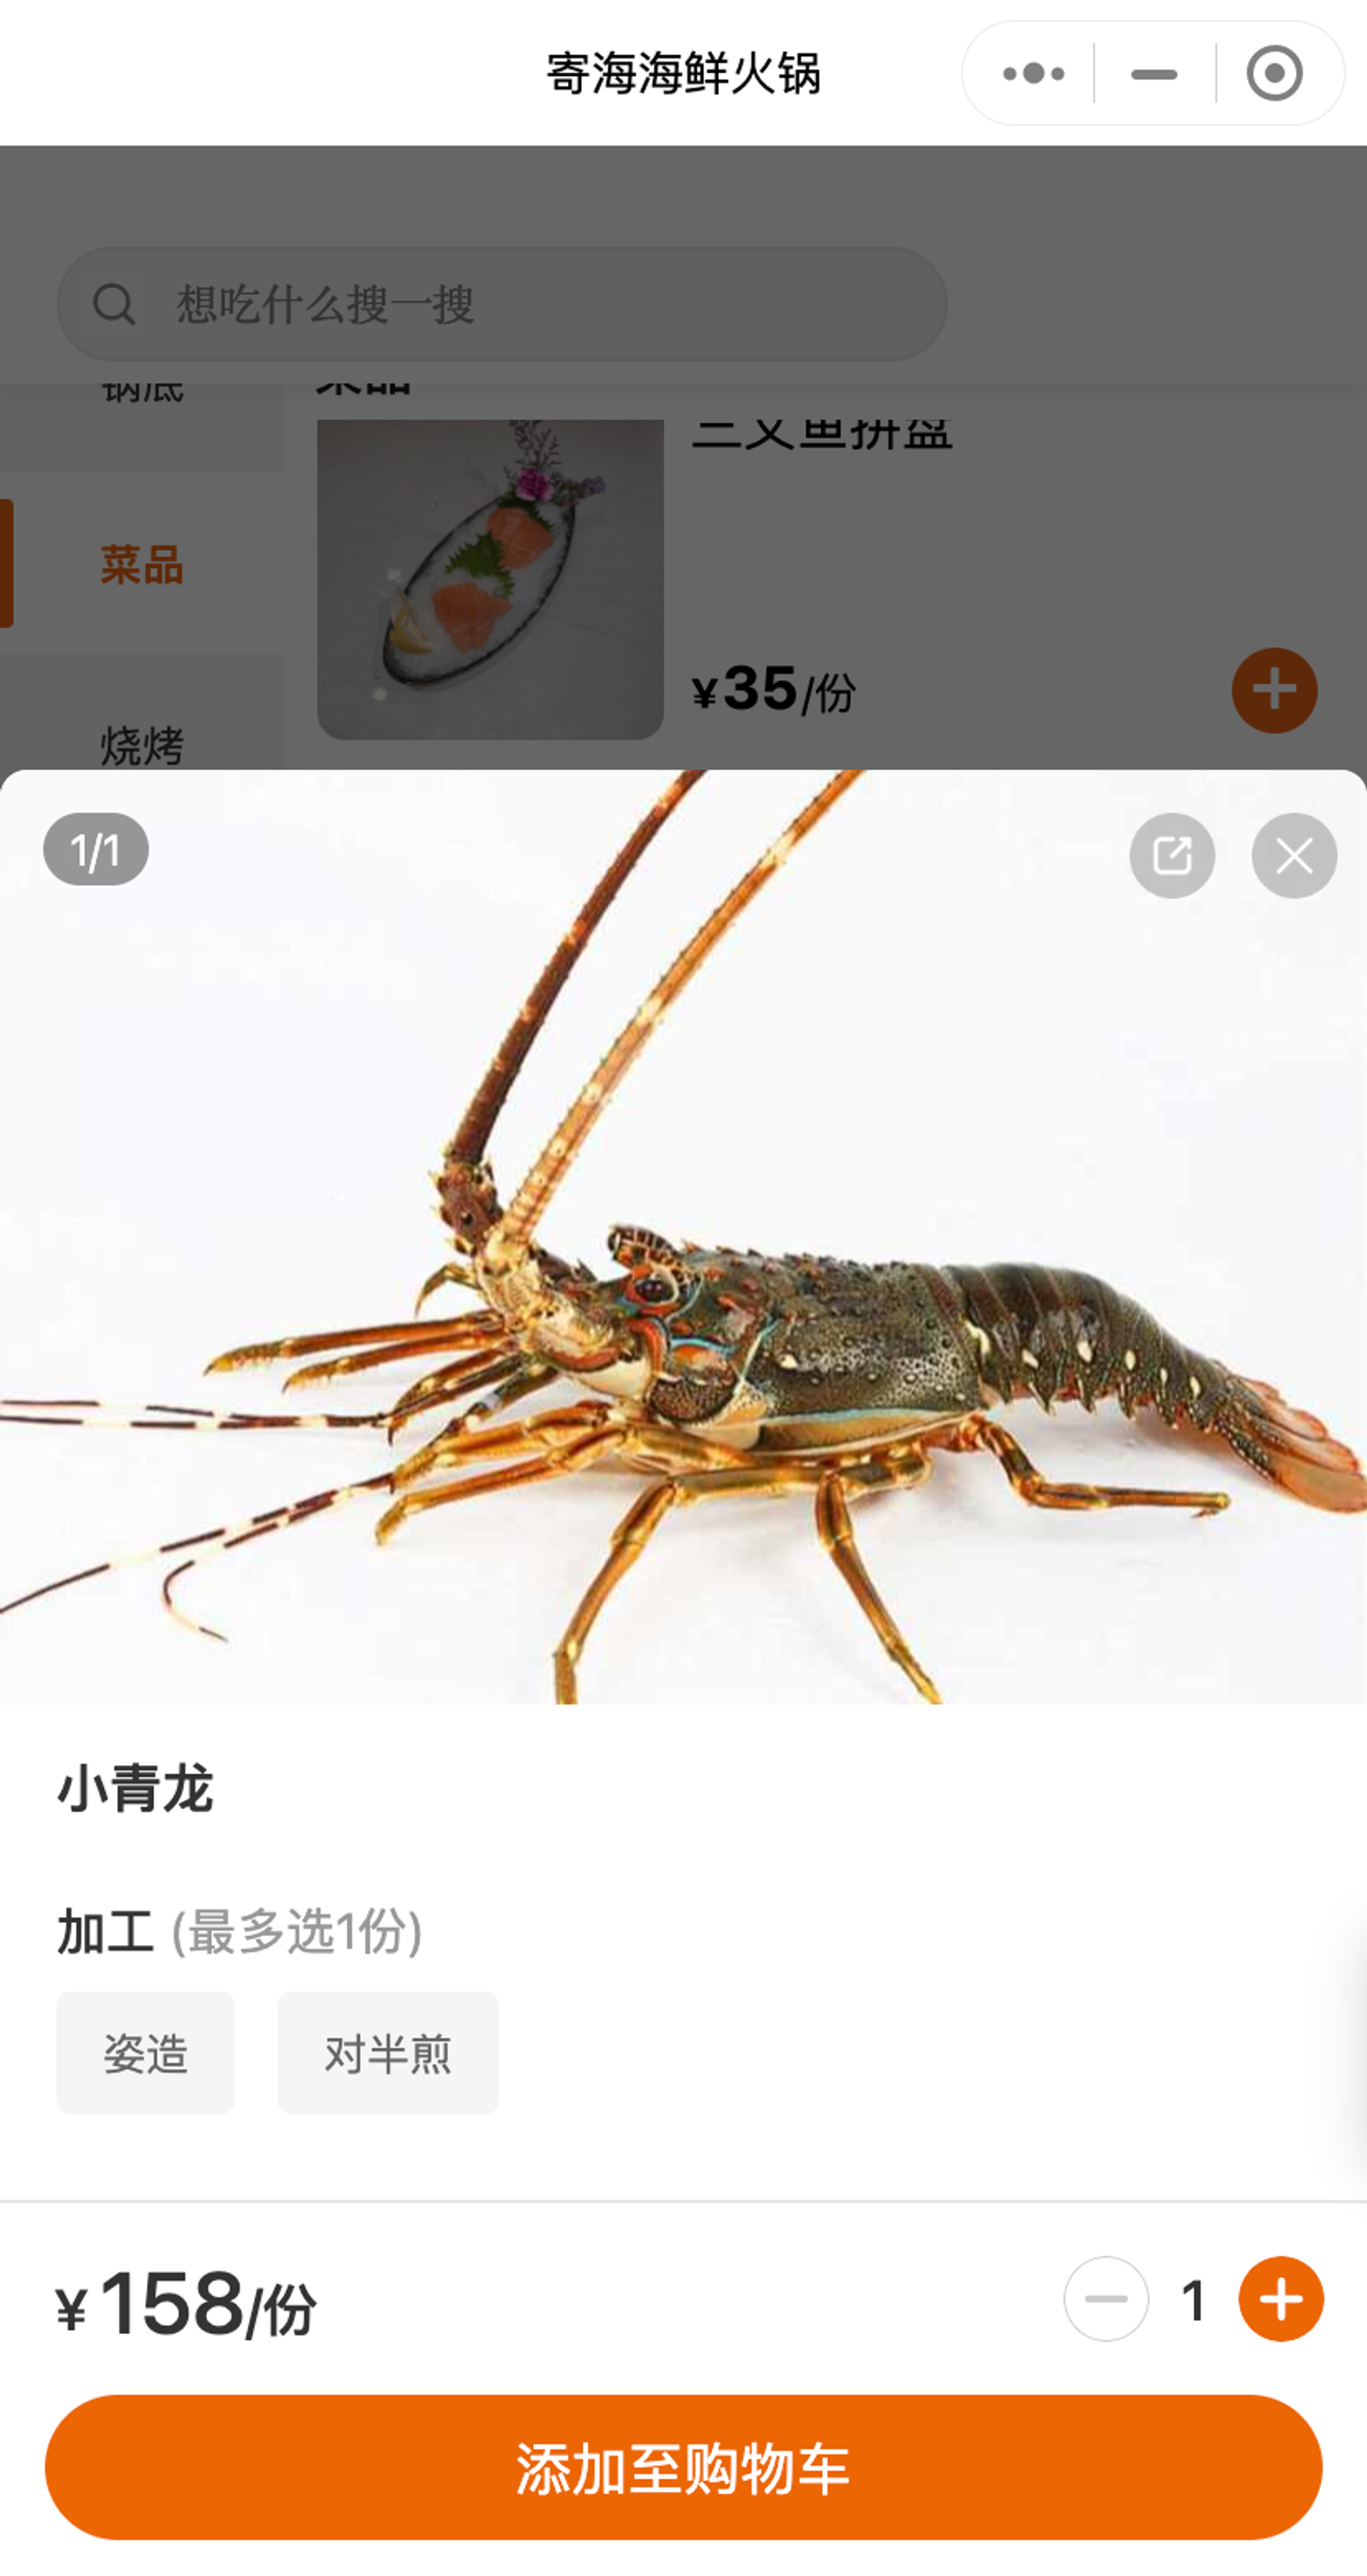 寄海海鲜火锅
想吃什么搜一搜
锅底
菜品
三文鱼拼盘
菜品
¥35/份
烧烤
1/1
小青龙
加工 (最多选1份)
姿造
对半煎
¥158/份
1
添加至购物车